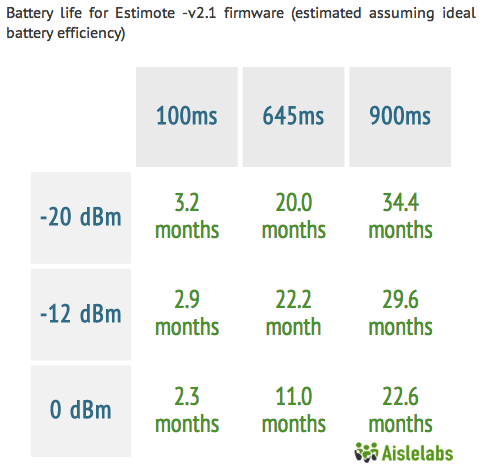 Battery life for Estimote -v2.1 firmware (estimated assuming ideal
battery efficiency)
100ms 645ms 900ms
-20 dBm 3.2 months 20.0 months 34.4 months
-12 dBm 2.9 months 22.2 month 29.6 months
0 dBm 2.3 months 11.0 months 22.6 months
Aislelabs